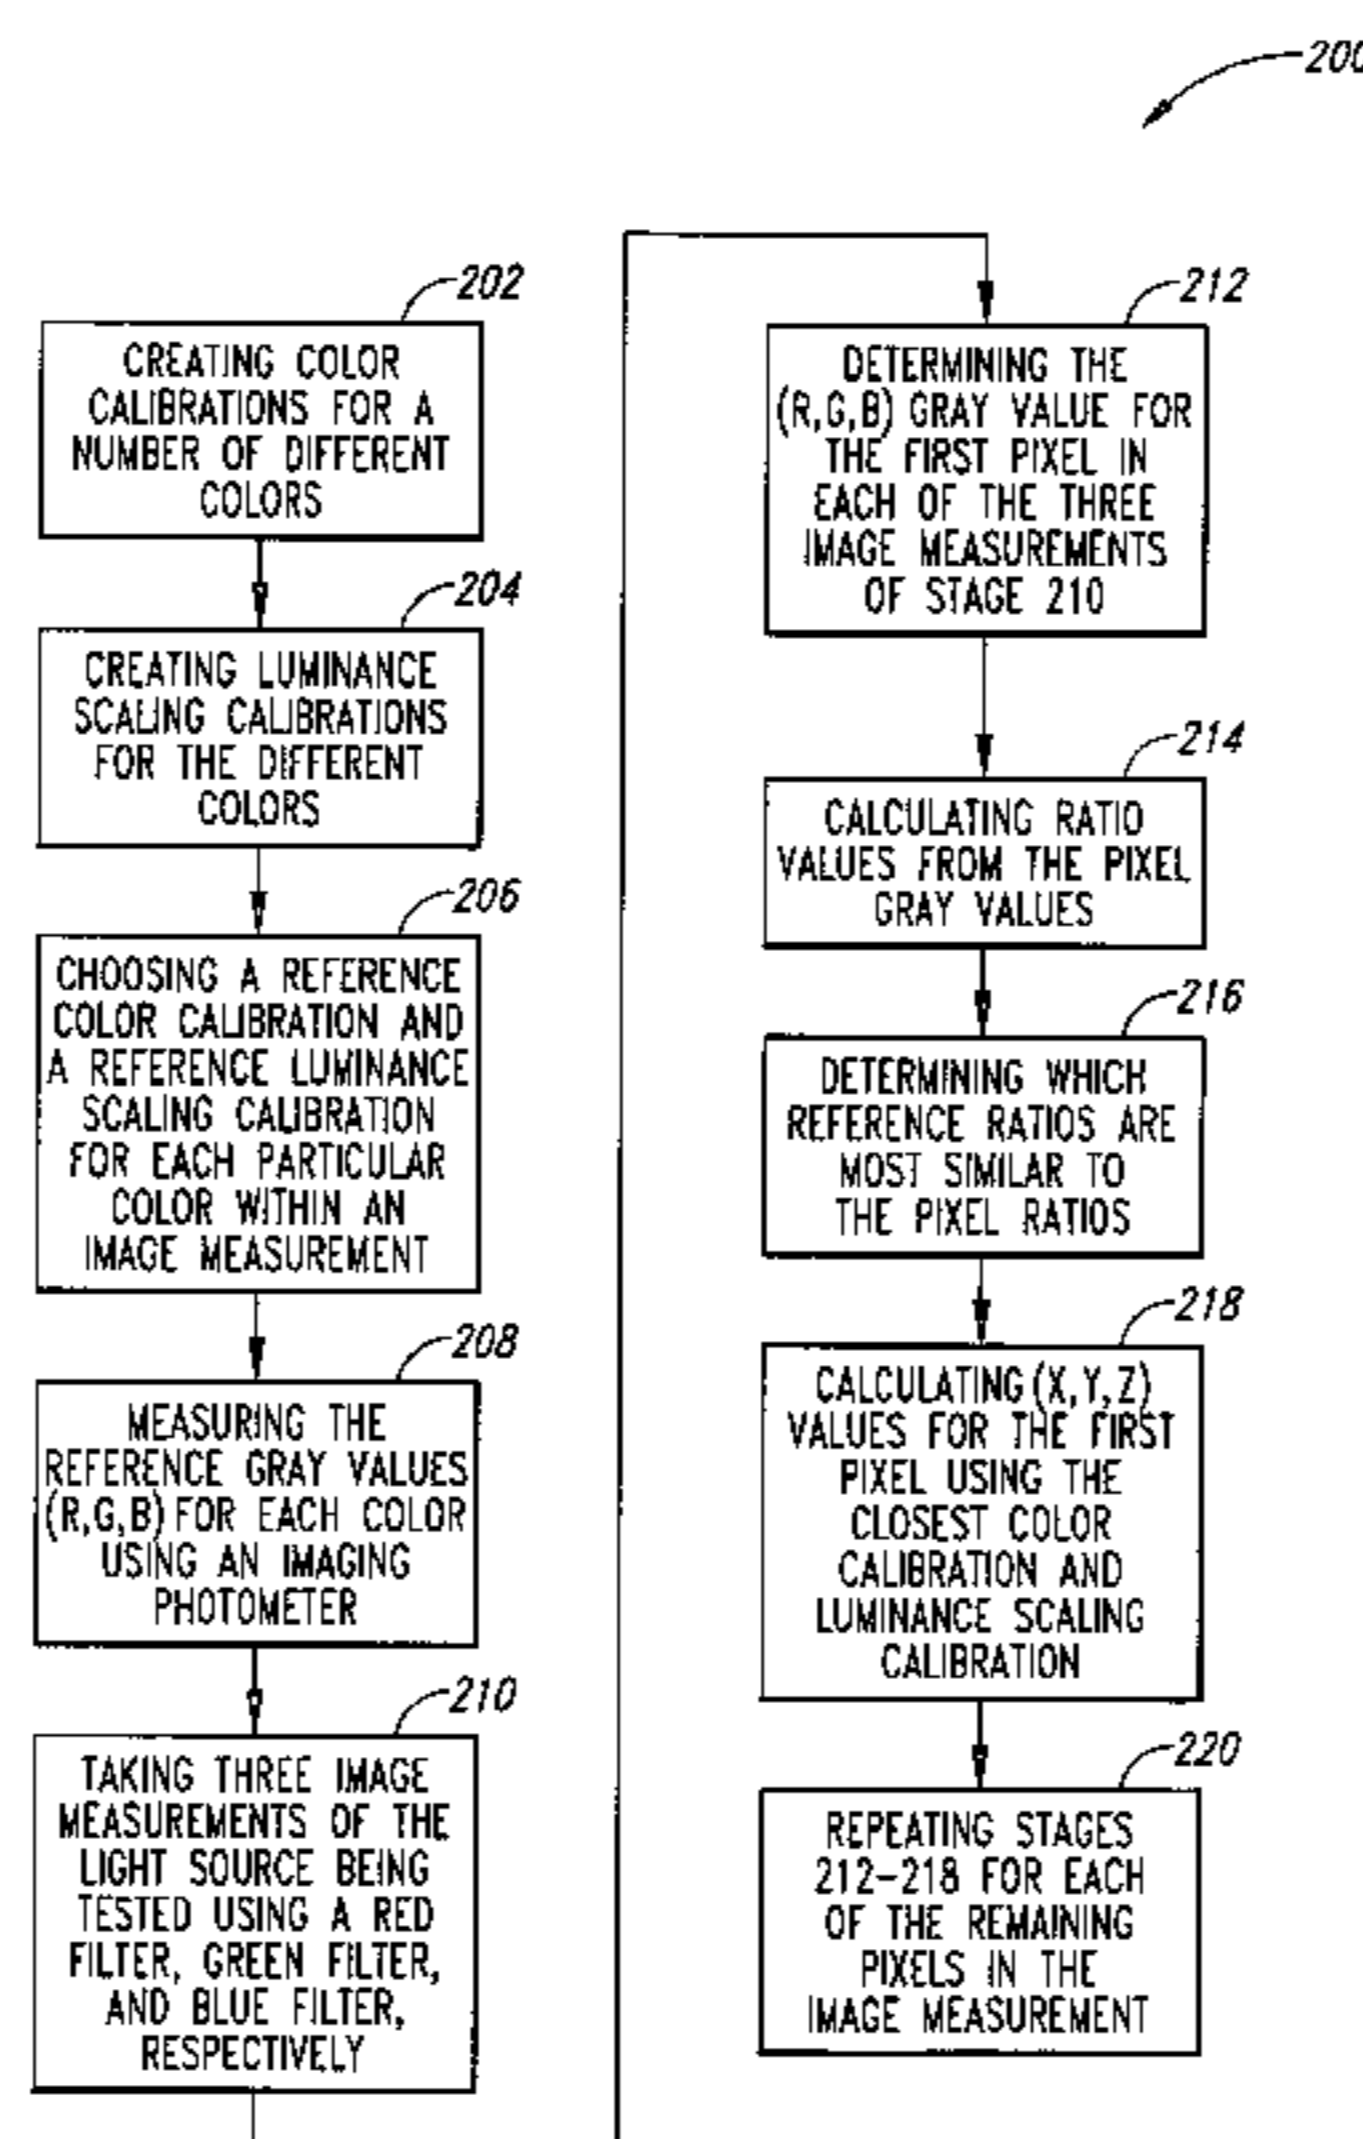 200
202
CREATING COLOR
CALIBRATIONS FOR A
NUMBER OF DIFFERENT
COLORS
204
CREATING LUMINANCE
SCALING CALIBRATIONS
FOR THE DIFFERENT
COLORS
206
CHOOSING A REFERENCE
COLOR CALIBRATION AND
A REFERENCE LUMINANCE
SCALING CALIBRATION
FOR EACH PARTICULAR
COLOR WITHIN AN
IMAGE MEASUREMENT
208
MEASURING THE
REFERENCE GRAY VALUES
(R,G,B) FOR EACH COLOR
USING AN IMAGING
PHOTOMETER
210
TAKING THREE IMAGE
MEASUREMENTS OF THE
LIGHT SOURCE BEING
TESTED USING A RED
FILTER, GREEN FILTER,
AND BLUE FILTER,
RESPECTIVELY
212
DETERMINING THE
(R,G,B) GRAY VALUE FOR
THE FIRST PIXEL IN
EACH OF THE THREE
IMAGE MEASUREMENTS
OF STAGE 210
214
CALCULATING RATIO
VALUES FROM THE PIXEL
GRAY VALUES
216
DETERMINING WHICH
REFERENCE RATIOS ARE
MOST SIMILAR TO
THE PIXEL RATIOS
218
CALCULATING (X,Y,Z)
VALUES FOR THE FIRST
PIXEL USING THE
CLOSEST COLOR
CALIBRATION AND
LUMINANCE SCALING
CALIBRATION
220
REPEATING STAGES
212-218 FOR EACH
OF THE REMAINING
PIXELS IN THE
IMAGE MEASUREMENT